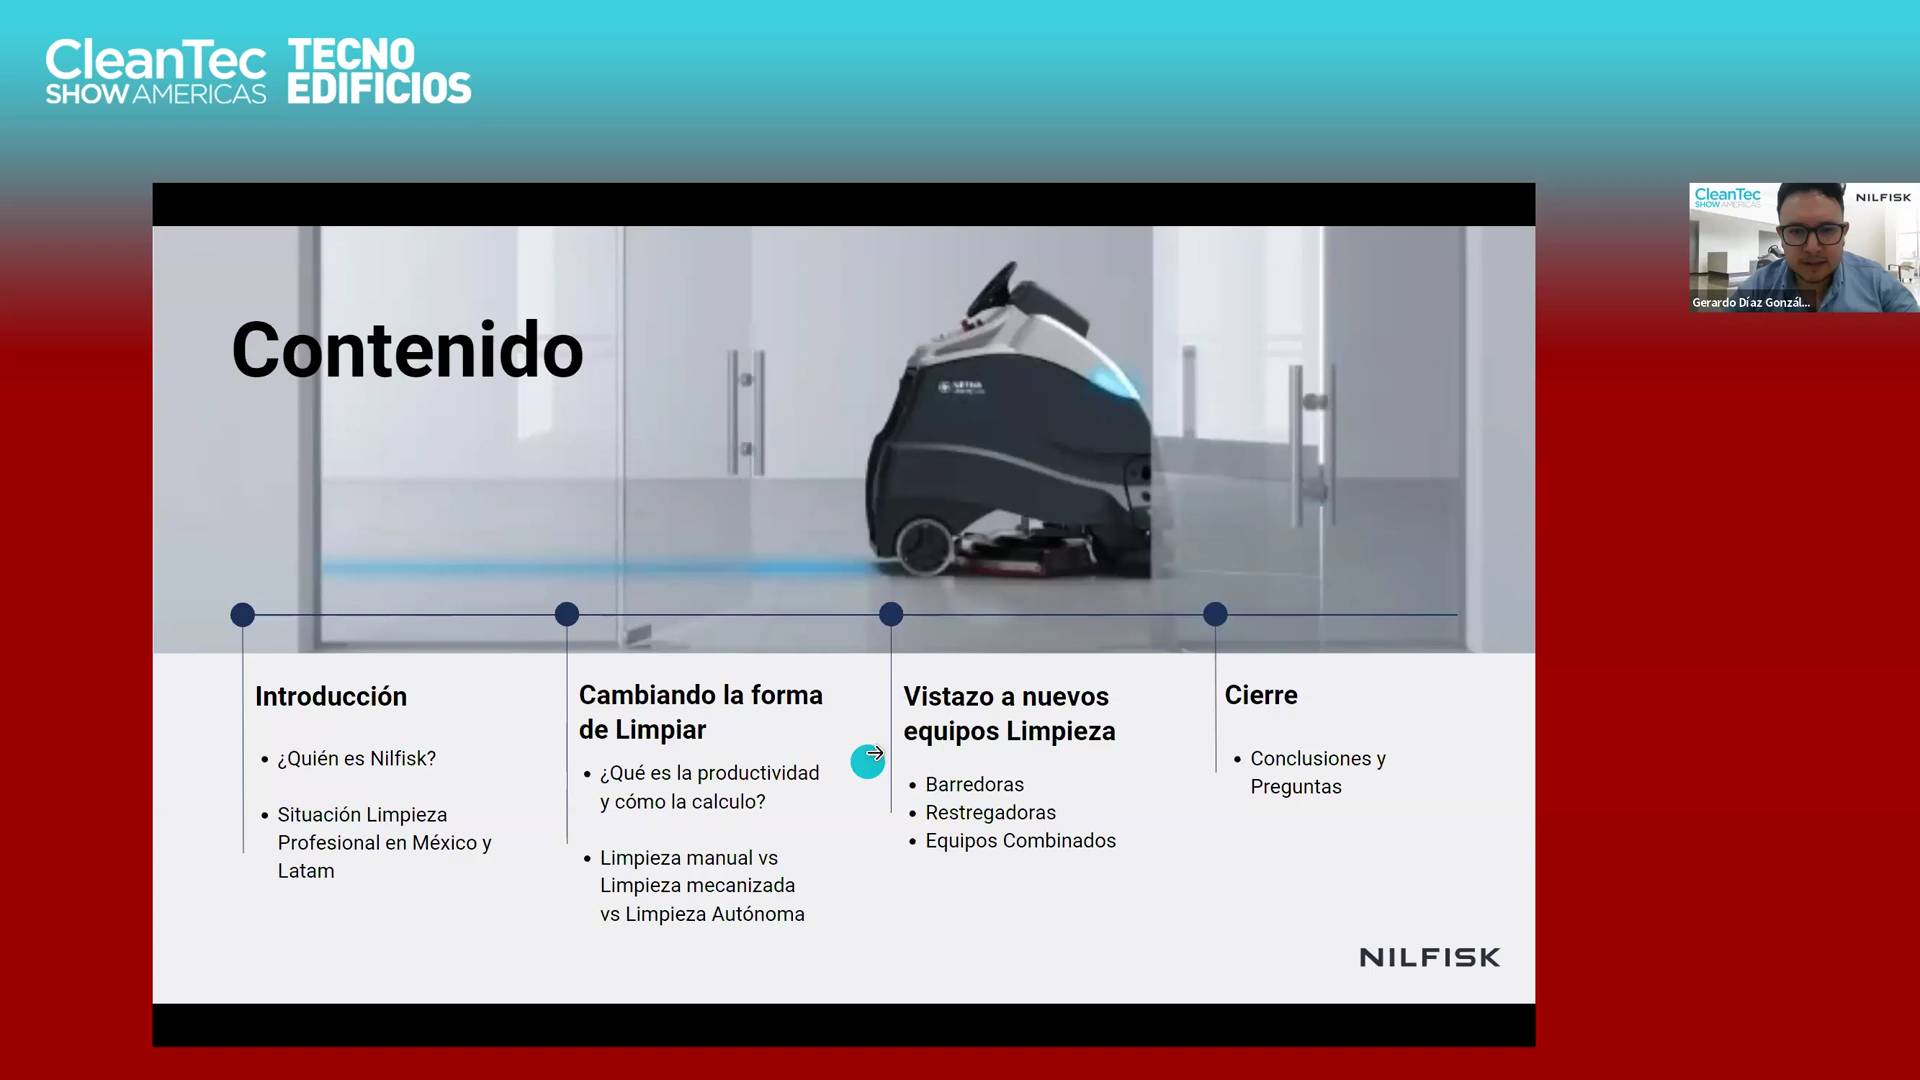 CleanTec
SHOW AMERICAS
TECNO
EDIFICIOS
CleanTec
SHOW AMERICAS
NILFISK
Gerardo Díaz Gonzál...
Contenido
Introducción
• ¿Quién es Nilfisk?
• Situación Limpieza
Profesional en México y
Latam
Cambiando la forma
de Limpiar
• ¿Qué es la productividad
y cómo la calculo?
• Limpieza manual vs
Limpieza mecanizada
vs Limpieza Autónoma
Vistazo a nuevos
equipos Limpieza
• Barredoras
• Restregadoras
• Equipos Combinados
Cierre
• Conclusiones y
Preguntas
NILFISK